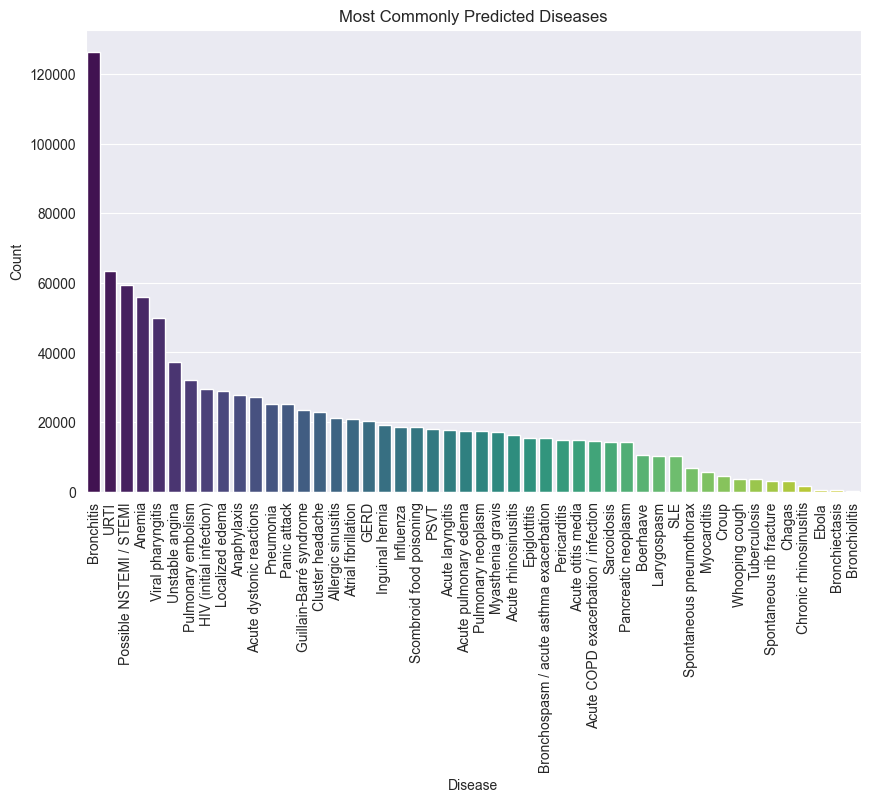 Most Commonly Predicted Diseases
Count
120000
100000
80000
60000
40000
20000
0
Bronchitis
URTI
Possible NSTEMI / STEMI
Anemia
Viral pharyngitis
Unstable angina
Pulmonary embolism
HIV (initial infection)
Localized edema
Anaphylaxis
Acute dystonic reactions
Pneumonia
Panic attack
Guillain-Barré syndrome
Cluster headache
Allergic sinusitis
Atrial fibrillation
GERD
Inguinal hernia
Influenza
Scombroid food poisoning
PSVT
Acute laryngitis
Acute pulmonary edema
Pulmonary neoplasm
Myasthenia gravis
Acute rhinosinusitis
Epiglottitis
Bronchospasm / acute asthma exacerbation
Pericarditis
Acute otitis media
Acute COPD exacerbation / infection
Sarcoidosis
Pancreatic neoplasm
Boerhaave
Larygospasm
SLE
Spontaneous pneumothorax
Myocarditis
Croup
Whooping cough
Tuberculosis
Spontaneous rib fracture
Chagas
Chronic rhinosinusitis
Ebola
Bronchiectasis
Bronchiolitis
Disease